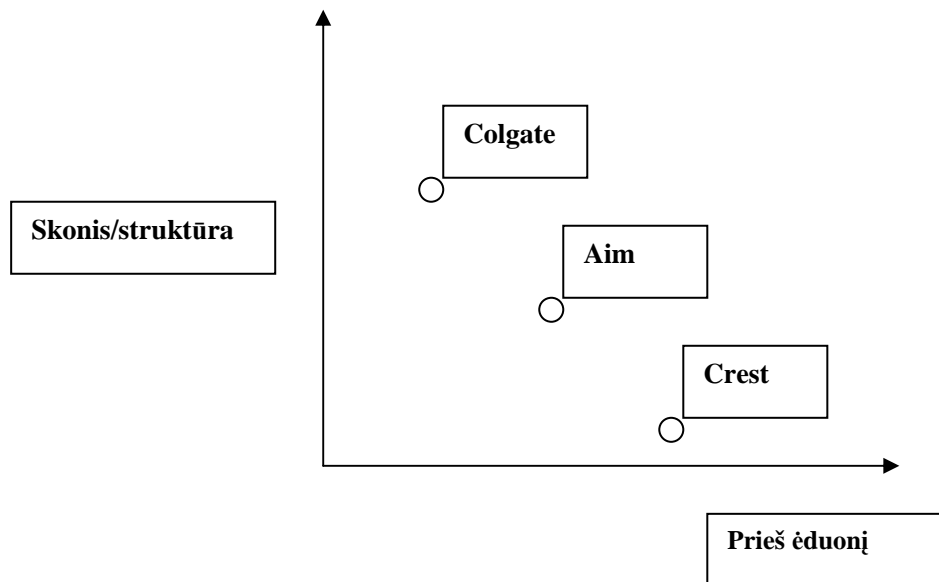 Colgate
Skonis/struktūra
Aim
Crest
Prieš ėduonį